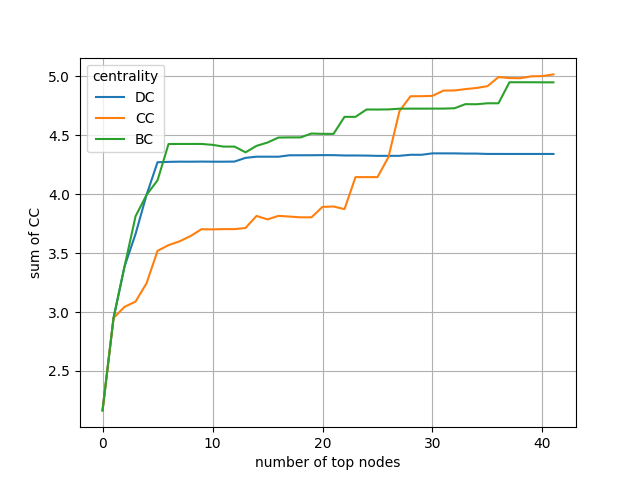 centrality
DC
CC
BC
5.0
4.5
4.0
3.5
3.0
2.5
sum of CC
0 10 20 30 40
number of top nodes